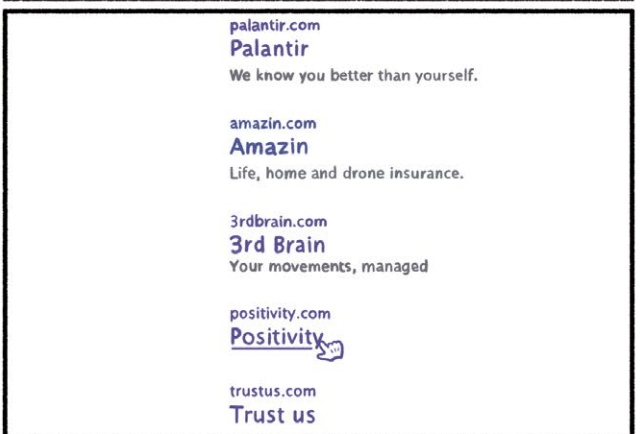 palantir.com
Palantir
We know you better than yourself.
amazin.com
Amazin
Life, home and drone insurance.
3rdbrain.com
3rd Brain
Your movements, managed
positivity.com
Positivity
trustus.com
Trust us